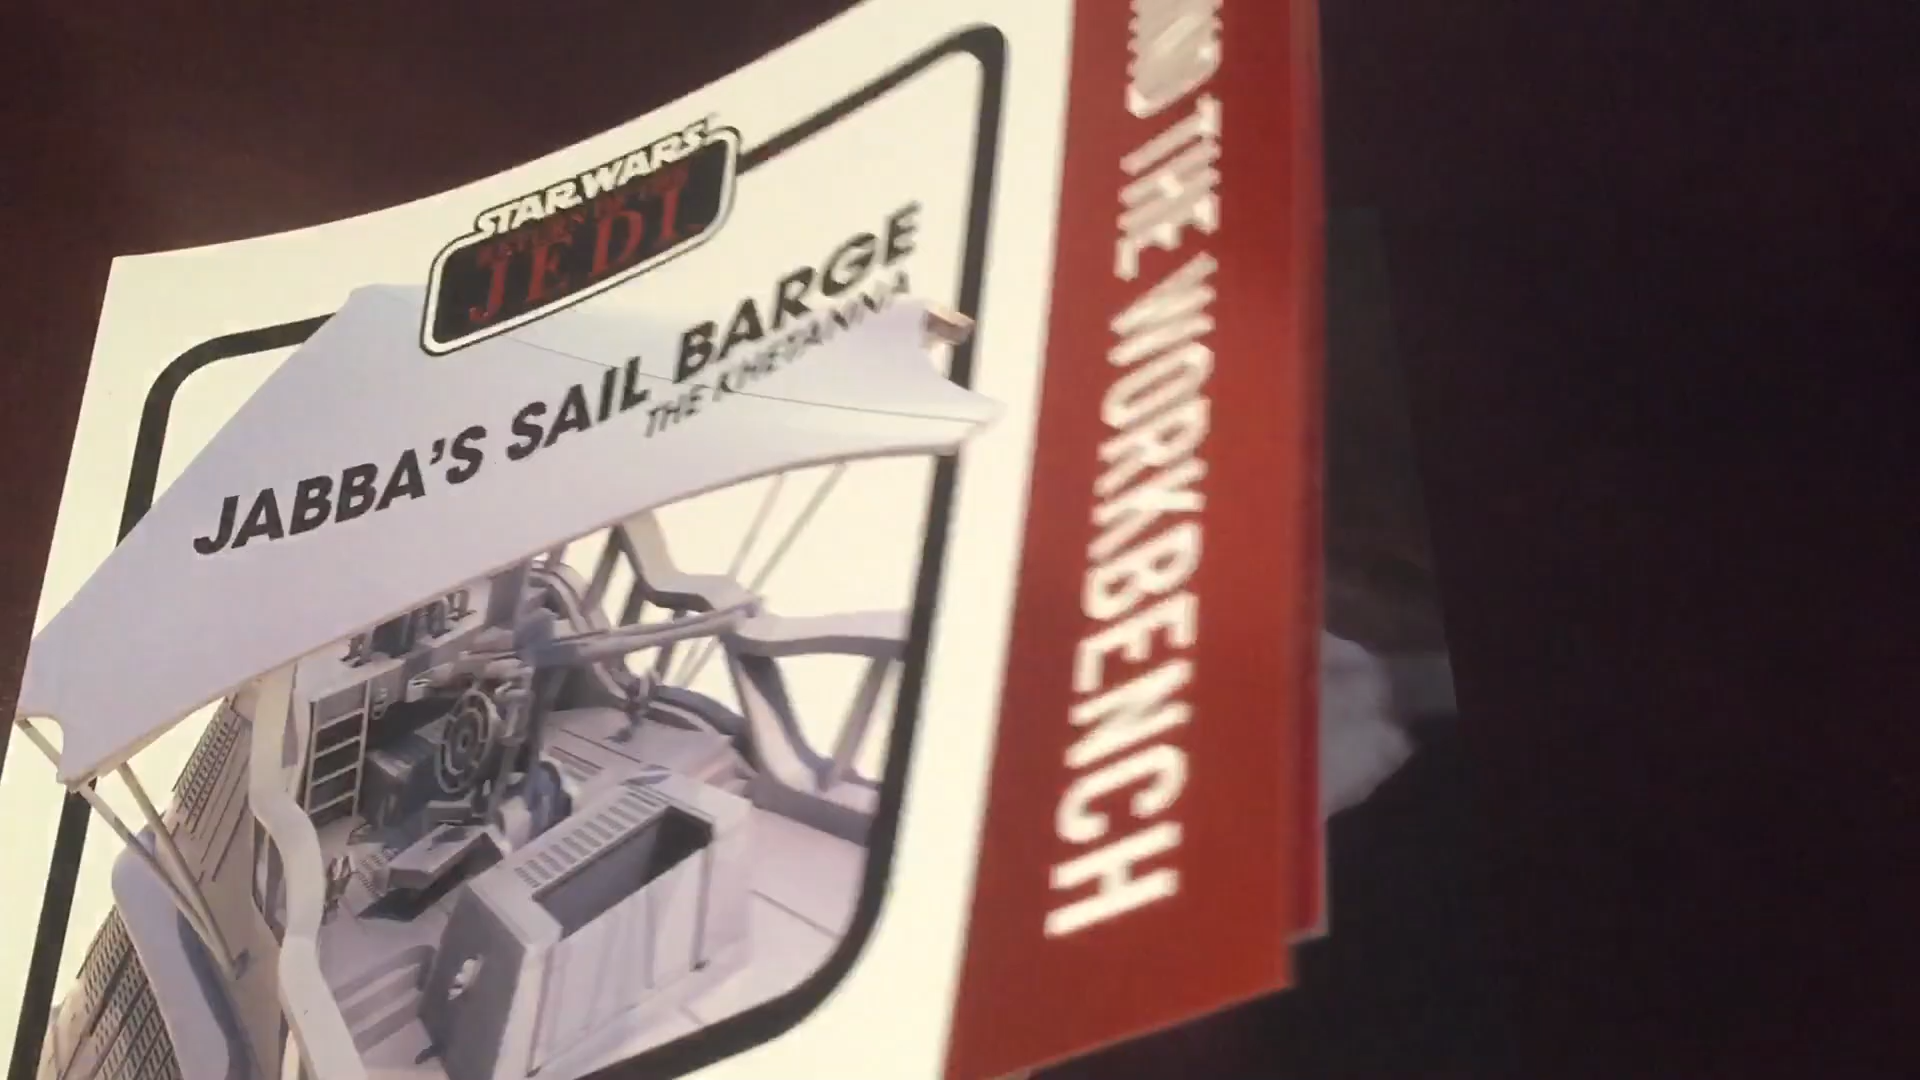 STAR WARS
RETURN OF THE
JEDI
JABBA'S SAIL BARGE
THE KHETANNA
THE WORKBENCH